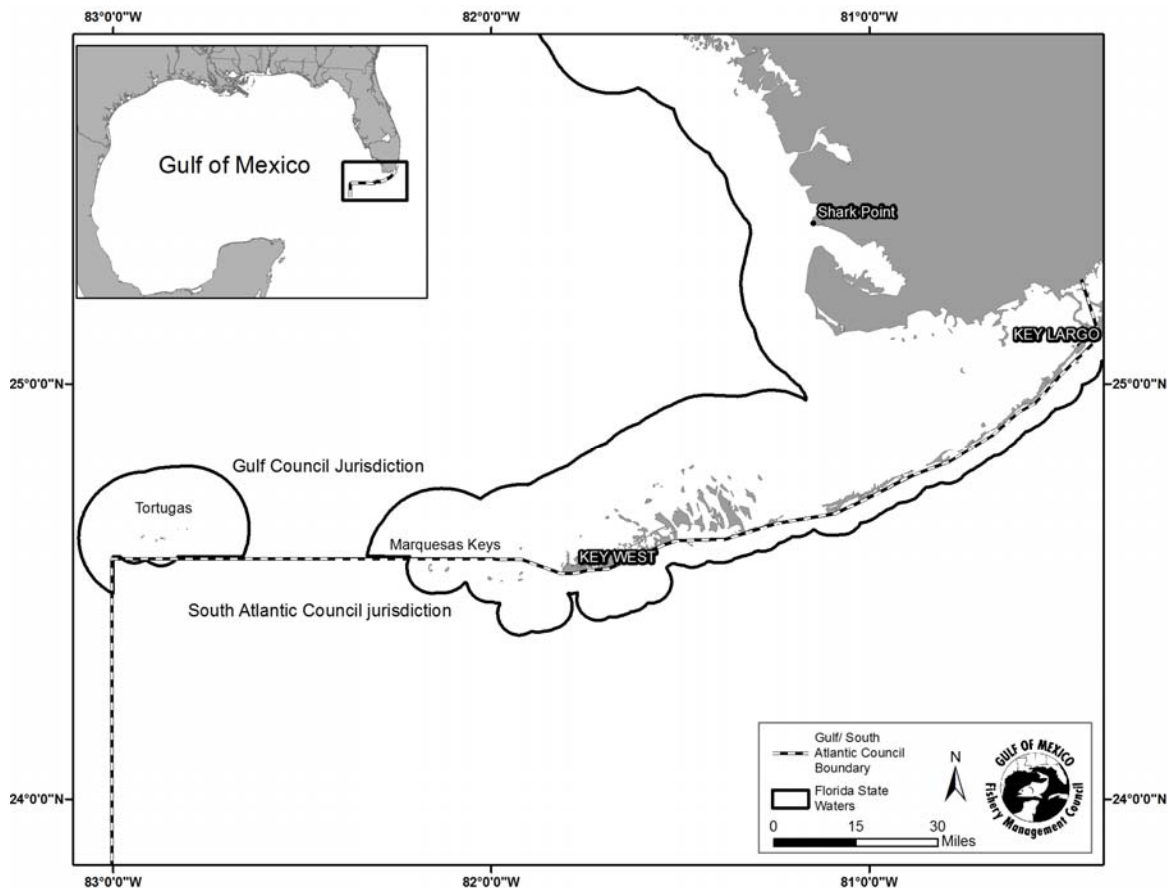 83°0'0"W 82°0'0"W 81°0'0"W
Gulf of Mexico
Shark Point
KEY LARGO
25°0'0"N 25°0'0"N
Gulf Council Jurisdiction
Tortugas
Marquesas Keys
KEY WEST
South Atlantic Council jurisdiction
Gulf/ South
Atlantic Council
Boundary
Florida State
Waters
N
0 15 30
Miles
GULF OF MEXICO
Fishery Management Council
24°0'0"N 24°0'0"N
83°0'0"W 82°0'0"W 81°0'0"W